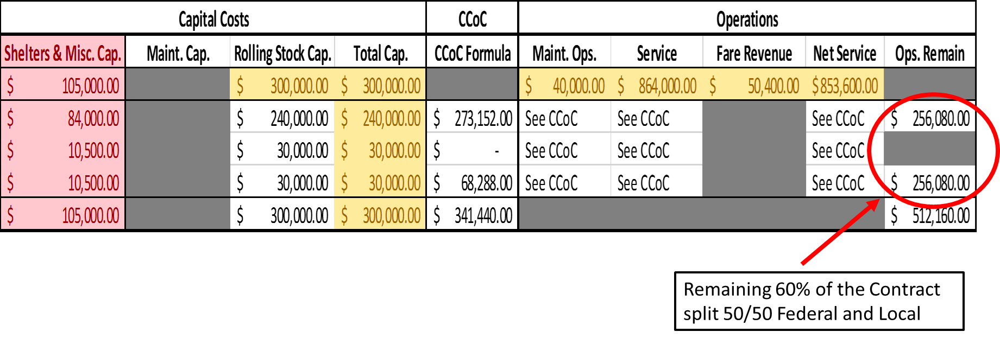 Capital Costs CCoC Operations
Shelters & Misc. Cap. Maint. Cap. Rolling Stock Cap. Total Cap. CCoC Formula Maint. Ops. Service Fare Revenue Net Service Ops. Remain
$ 105,000.00 $ 300,000.00 $ 300,000.00 $ 40,000.00 $ 864,000.00 $ 50,400.00 $853,600.00
$ 84,000.00 $ 240,000.00 $ 240,000.00 $ 273,152.00 See CCoC See CCoC See CCoC $ 256,080.00
$ 10,500.00 $ 30,000.00 $ 30,000.00 $ - See CCoC See CCoC See CCoC
$ 10,500.00 $ 30,000.00 $ 30,000.00 $ 68,288.00 See CCoC See CCoC See CCoC $ 256,080.00
$ 105,000.00 $ 300,000.00 $ 300,000.00 $ 341,440.00 $ 512,160.00
Remaining 60% of the Contract
split 50/50 Federal and Local